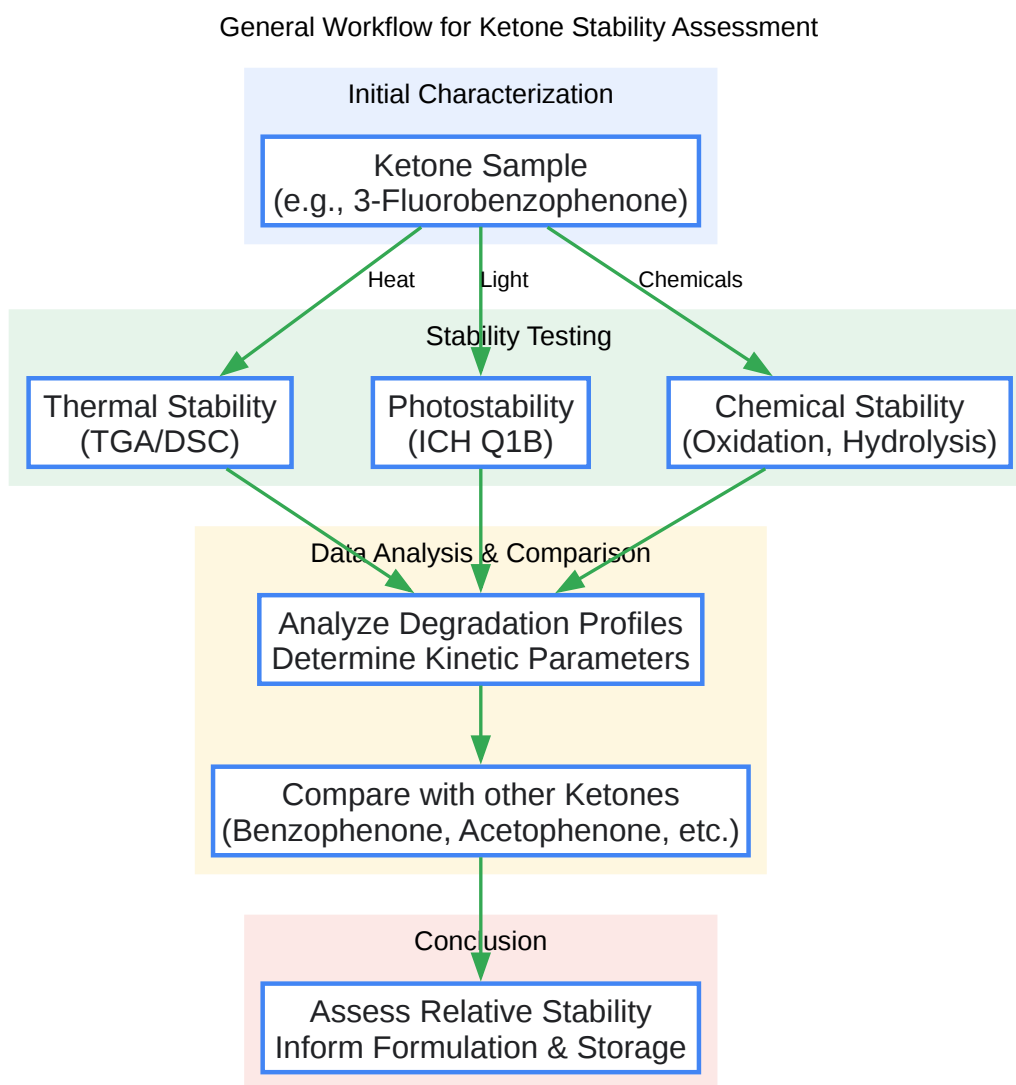 General Workflow for Ketone Stability Assessment
Initial Characterization
Ketone Sample
(e.g., 3-Fluorobenzophenone)
Heat
Light
Chemicals
Stability Testing
Thermal Stability
(TGA/DSC)
Photostability
(ICH Q1B)
Chemical Stability
(Oxidation, Hydrolysis)
Data Analysis & Comparison
Analyze Degradation Profiles
Determine Kinetic Parameters
Compare with other Ketones
(Benzophenone, Acetophenone, etc.)
Conclusion
Assess Relative Stability
Inform Formulation & Storage